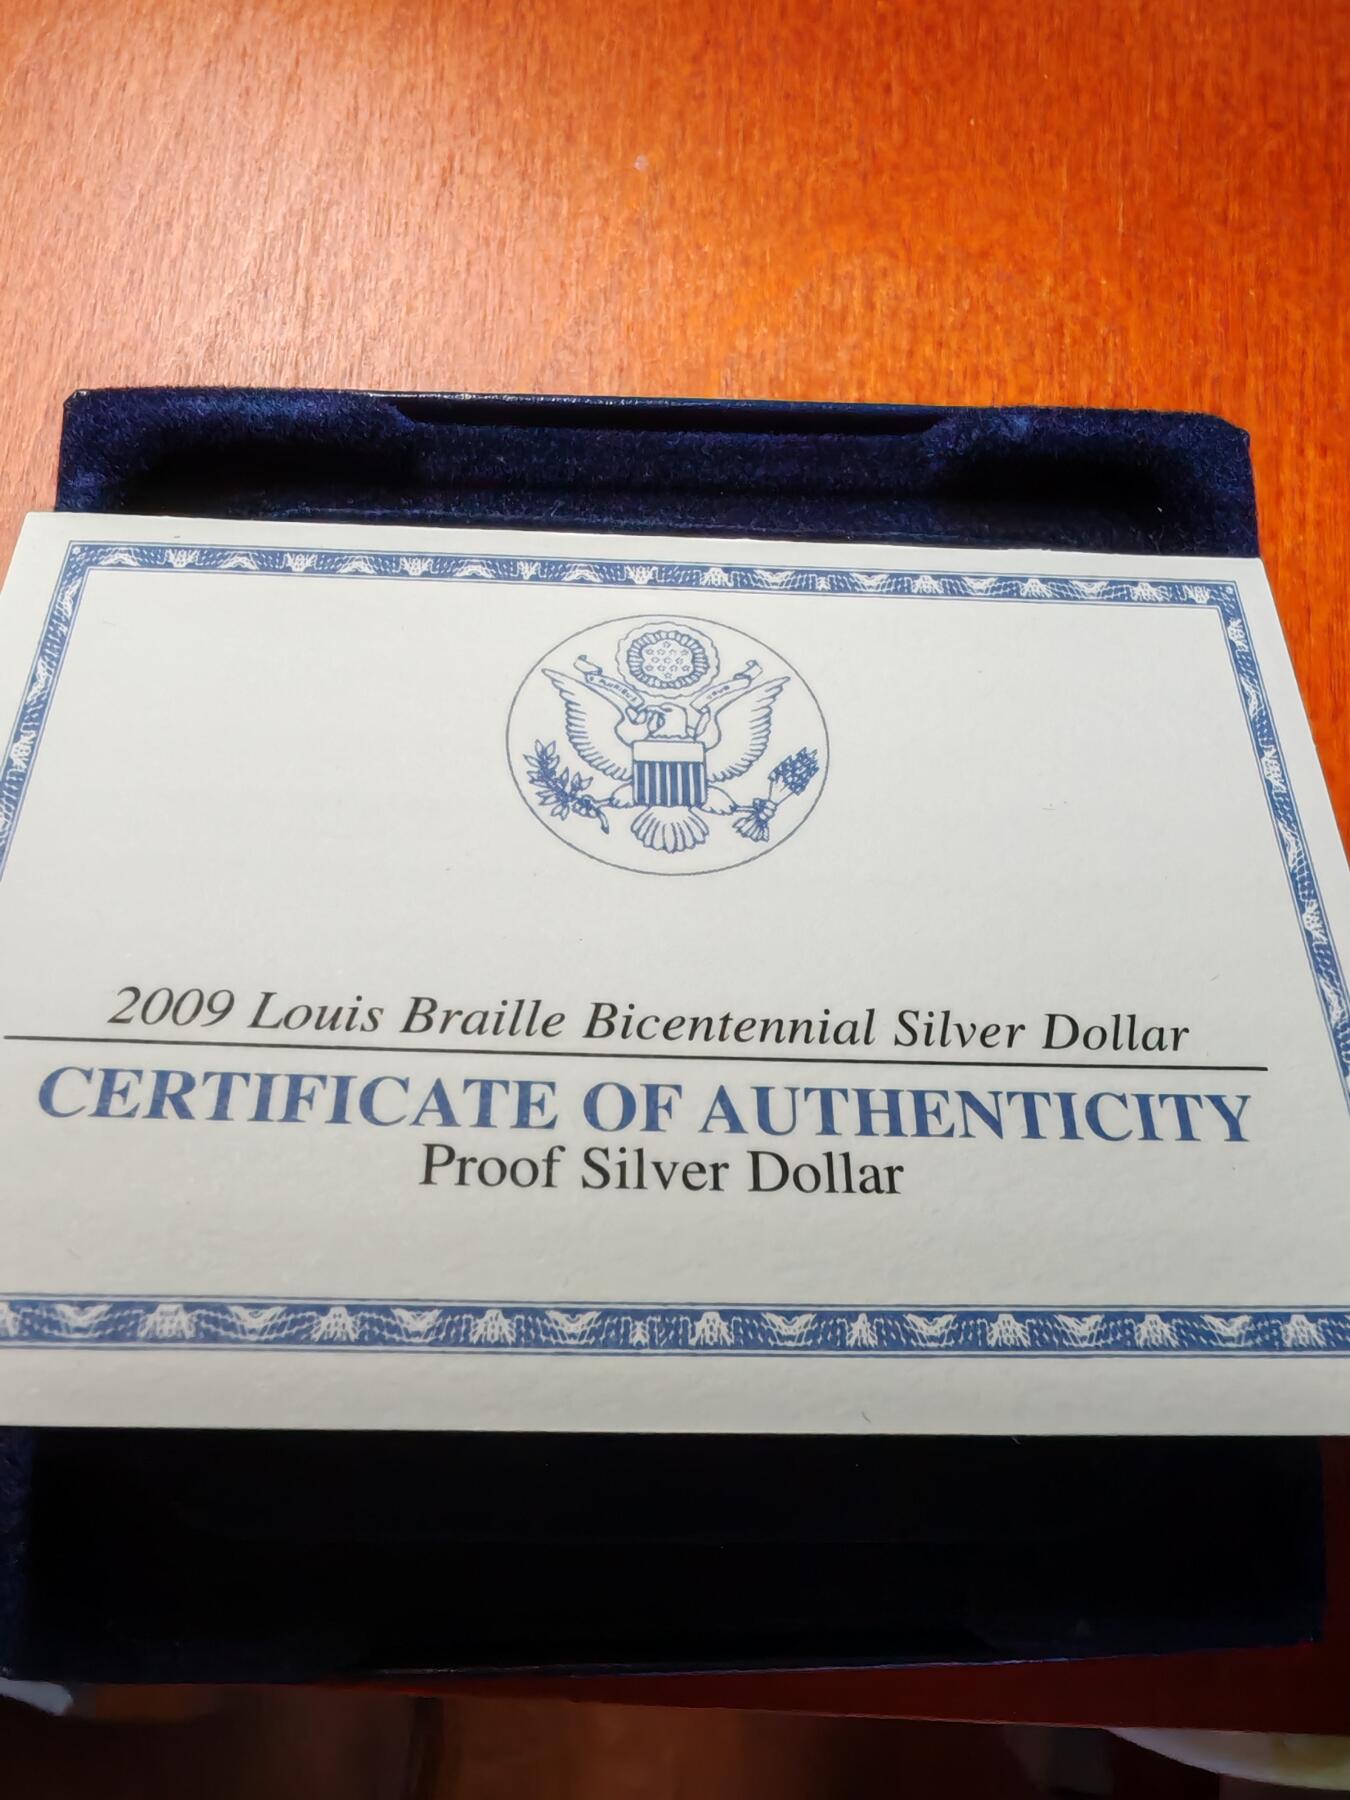 2009 Louis Braille Bicentennial Silver Dollar
CERTIFICATE OF AUTHENTICITY
Proof Silver Dollar